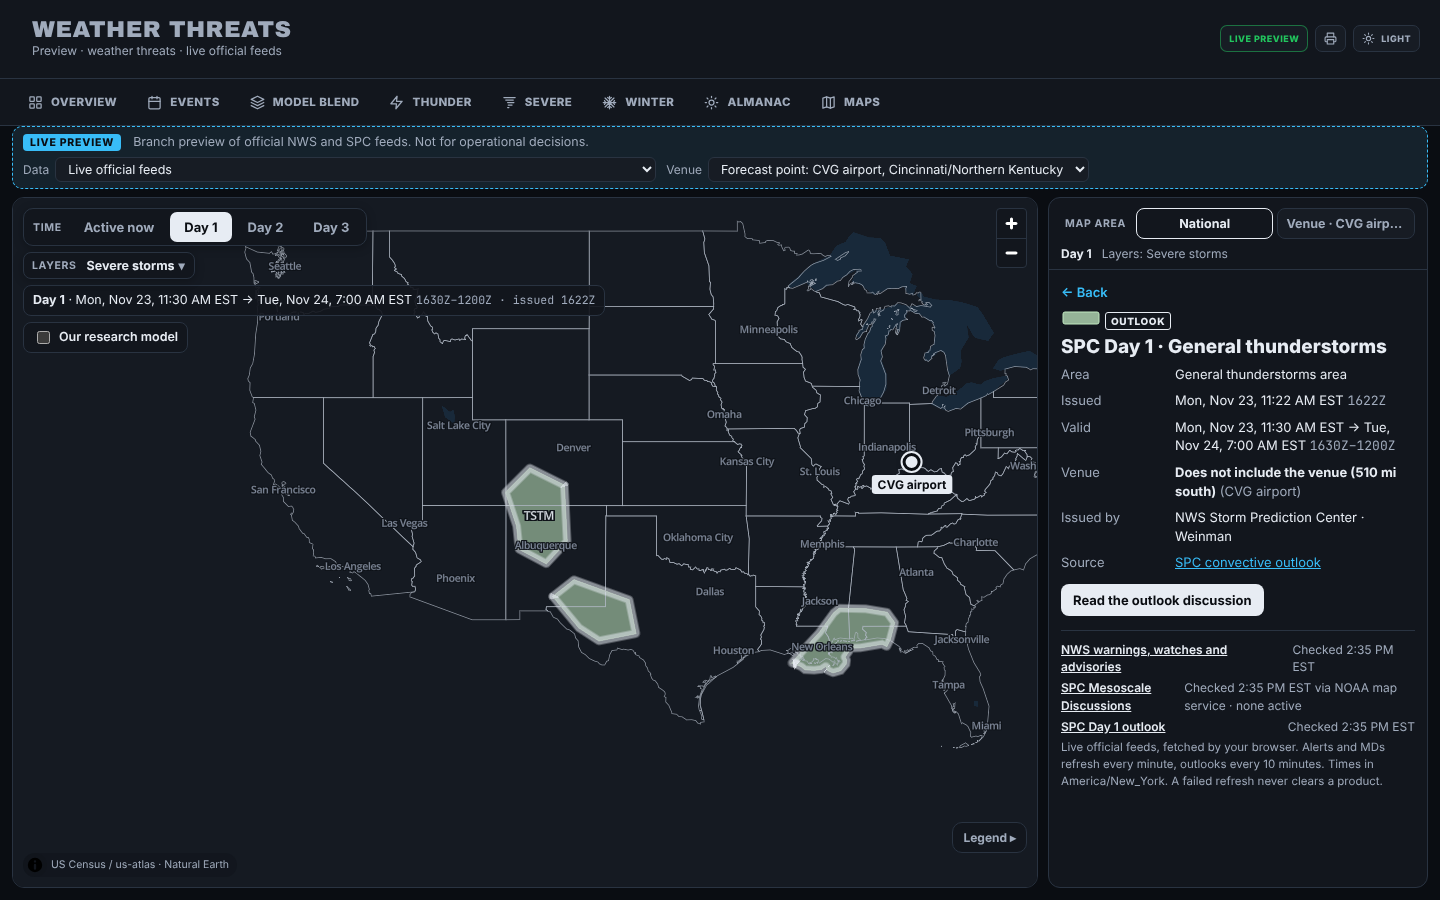 WEATHER THREATS
Preview · weather threats · live official feeds
LIVE PREVIEW
LIGHT
OVERVIEW
EVENTS
MODEL BLEND
THUNDER
SEVERE
WINTER
ALMANAC
MAPS
LIVE PREVIEW Branch preview of official NWS and SPC feeds. Not for operational decisions.
Data Live official feeds Venue Forecast point: CVG airport, Cincinnati/Northern Kentucky
TIME Active now Day 1 Day 2 Day 3
LAYERS Severe storms ▾
Day 1 · Mon, Nov 23, 11:30 AM EST → Tue, Nov 24, 7:00 AM EST 1630Z–1200Z · issued 1622Z
Our research model
+
−
Seattle
Portland
Minneapolis
Detroit
Chicago
Omaha
Salt Lake City
Pittsburgh
Denver
Indianapolis
Kansas City
St. Louis
Wash
CVG airport
San Francisco
TSTM
Las Vegas
Oklahoma City
Charlotte
Albuquerque
Memphis
Los Angeles
Atlanta
Phoenix
Dallas
Jackson
Jacksonville
New Orleans
Houston
Tampa
Miami
Legend ▸
US Census / us-atlas · Natural Earth
MAP AREA National Venue · CVG airp...
Day 1 Layers: Severe storms
← Back
OUTLOOK
SPC Day 1 · General thunderstorms
Area General thunderstorms area
Issued Mon, Nov 23, 11:22 AM EST 1622Z
Valid Mon, Nov 23, 11:30 AM EST → Tue,
Nov 24, 7:00 AM EST 1630Z–1200Z
Venue Does not include the venue (510 mi
south) (CVG airport)
Issued by NWS Storm Prediction Center ·
Weinman
Source SPC convective outlook
Read the outlook discussion
NWS warnings, watches and Checked 2:35 PM
advisories EST
SPC Mesoscale Checked 2:35 PM EST via NOAA map
Discussions service · none active
SPC Day 1 outlook Checked 2:35 PM EST
Live official feeds, fetched by your browser. Alerts and MDs
refresh every minute, outlooks every 10 minutes. Times in
America/New_York. A failed refresh never clears a product.